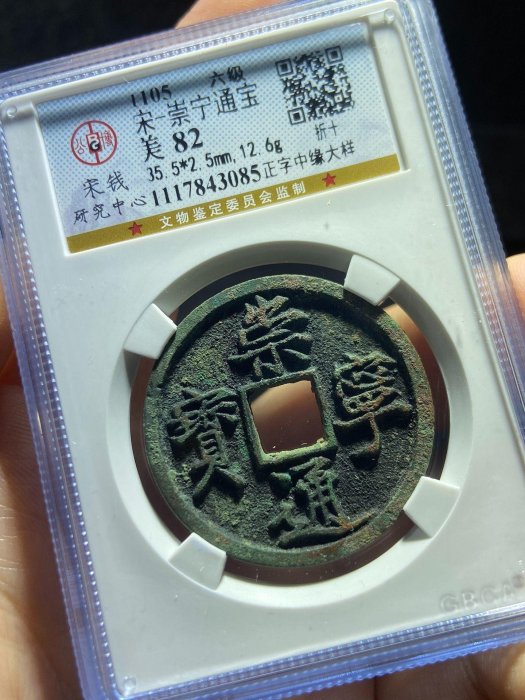 1105 六级
宋-崇宁通宝
美 82 折十
35.5*2.5mm,12.6g
宋钱
研究中心 1117843085 正字中缘大样
文物鉴定委员会监制
崇
寧
通
寳